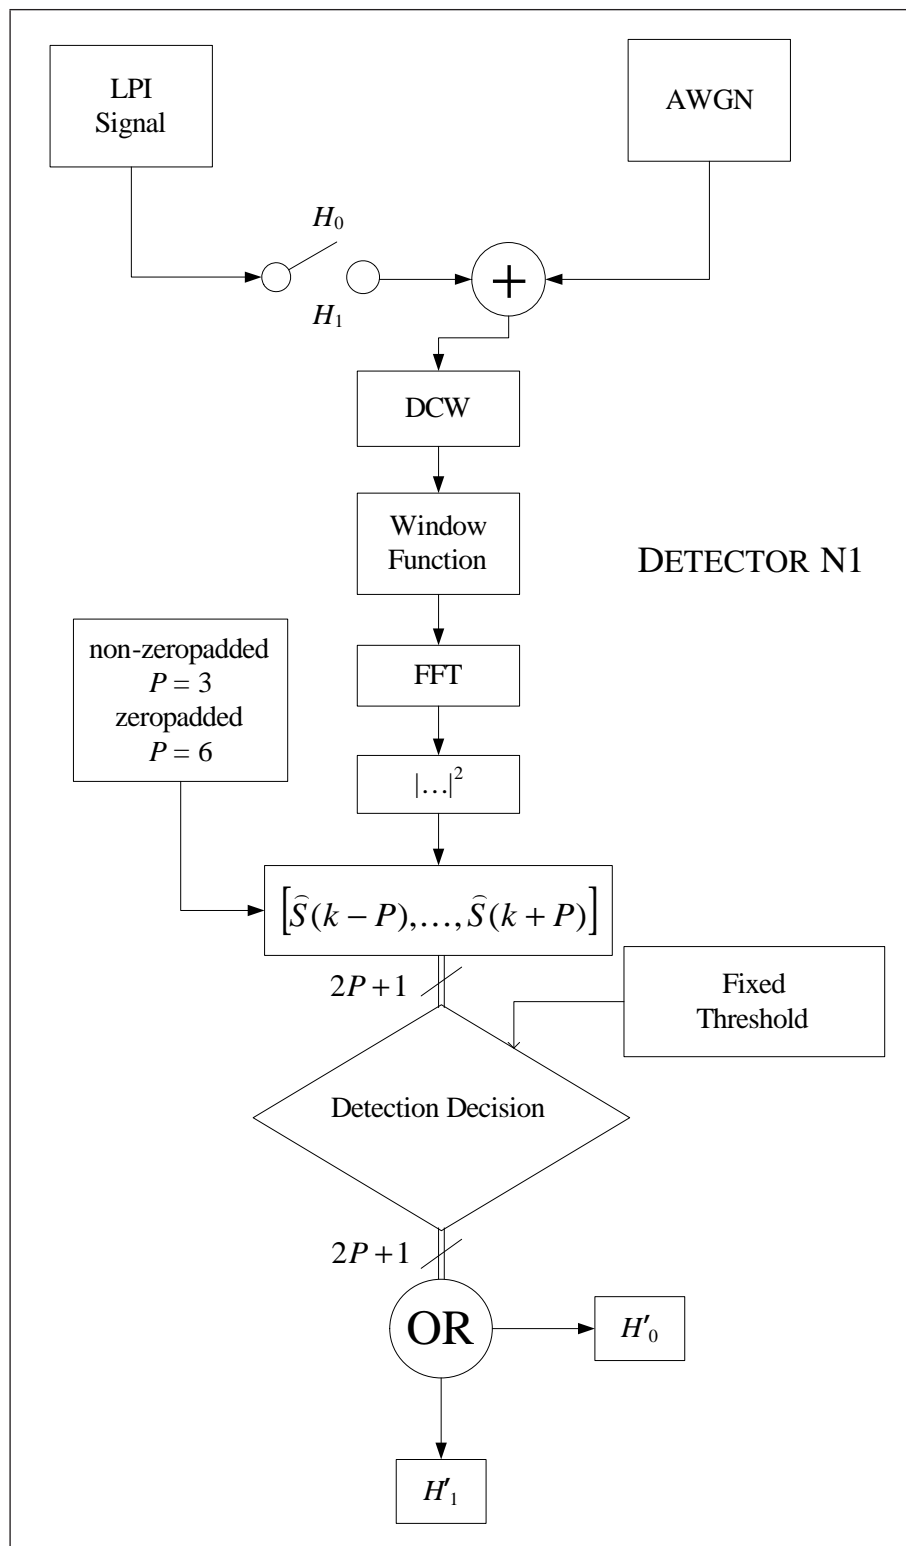 LPI
Signal
AWGN
H₀
+
H₁
DCW
Window
Function
DETECTOR N1
non-zeropadded
P = 3
zeropadded
P = 6
FFT
|…|²
[Ŝ(k − P),…,Ŝ(k + P)]
2P+1
Fixed
Threshold
Detection Decision
2P+1
OR
H′₀
H′₁